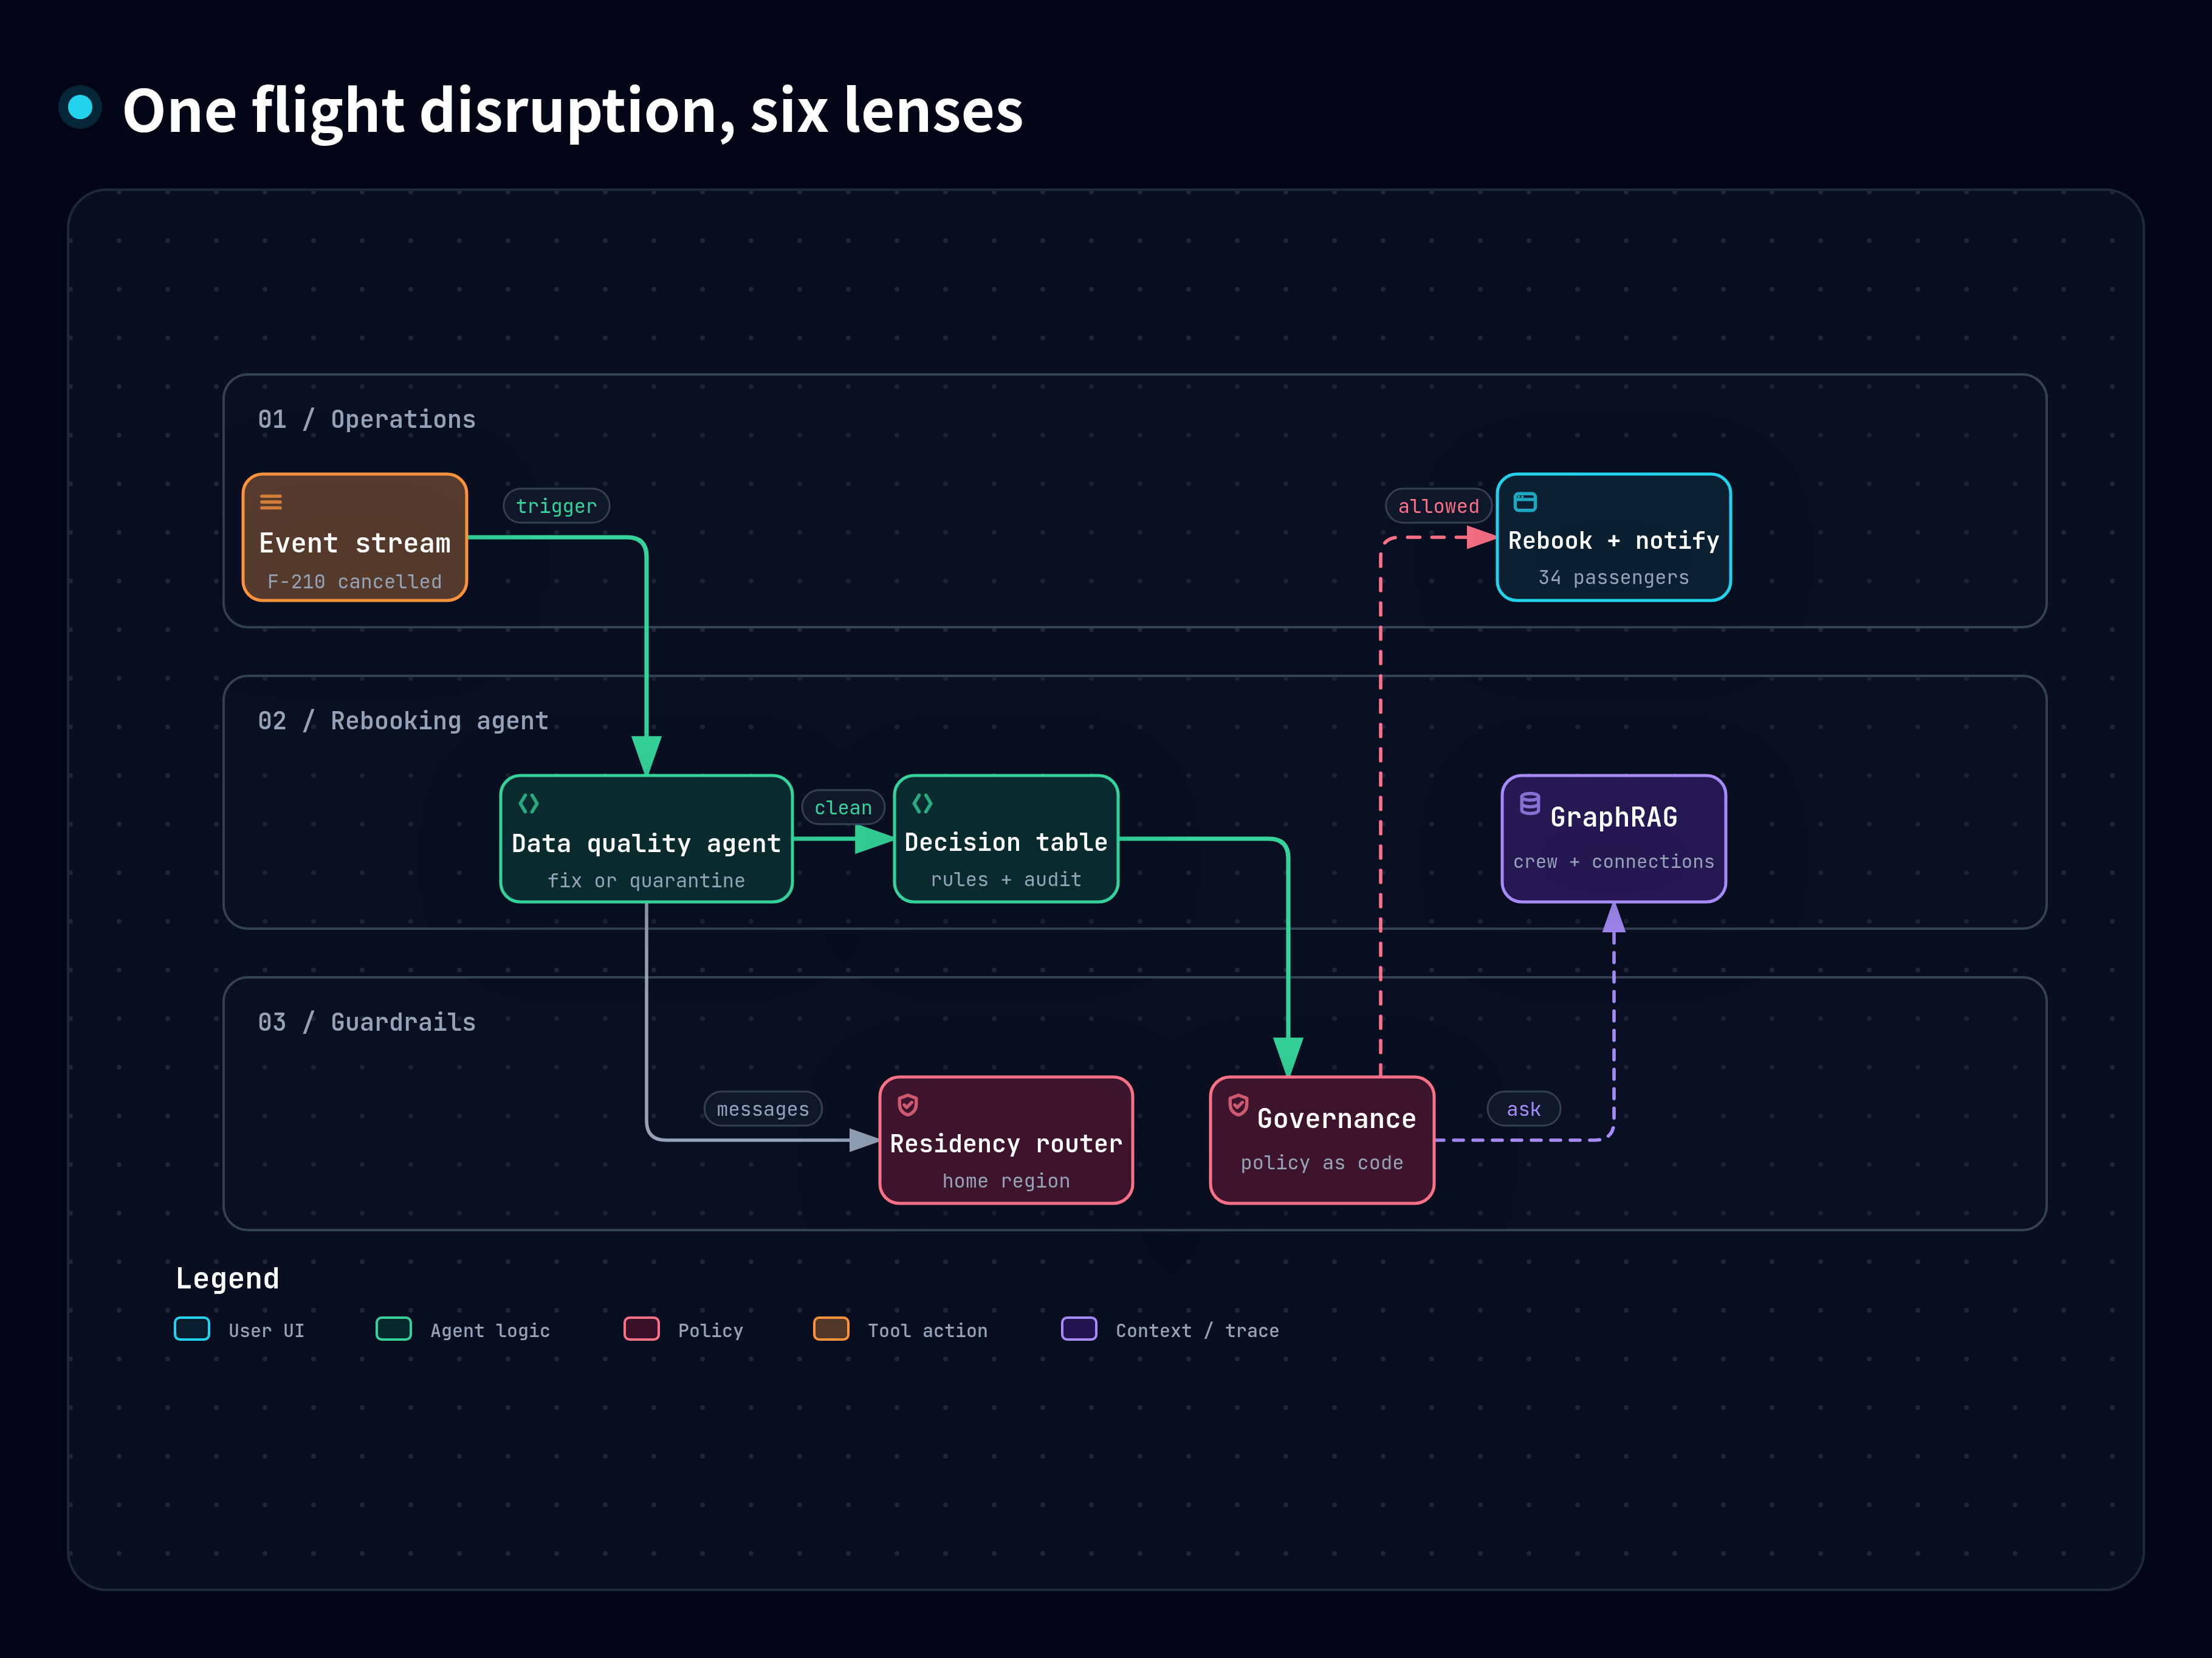 One flight disruption, six lenses
01 / Operations
Event stream
F-210 cancelled
trigger
allowed
Rebook + notify
34 passengers
02 / Rebooking agent
Data quality agent
fix or quarantine
clean
Decision table
rules + audit
GraphRAG
crew + connections
03 / Guardrails
messages
Residency router
home region
Governance
policy as code
ask
Legend
User UI
Agent logic
Policy
Tool action
Context / trace